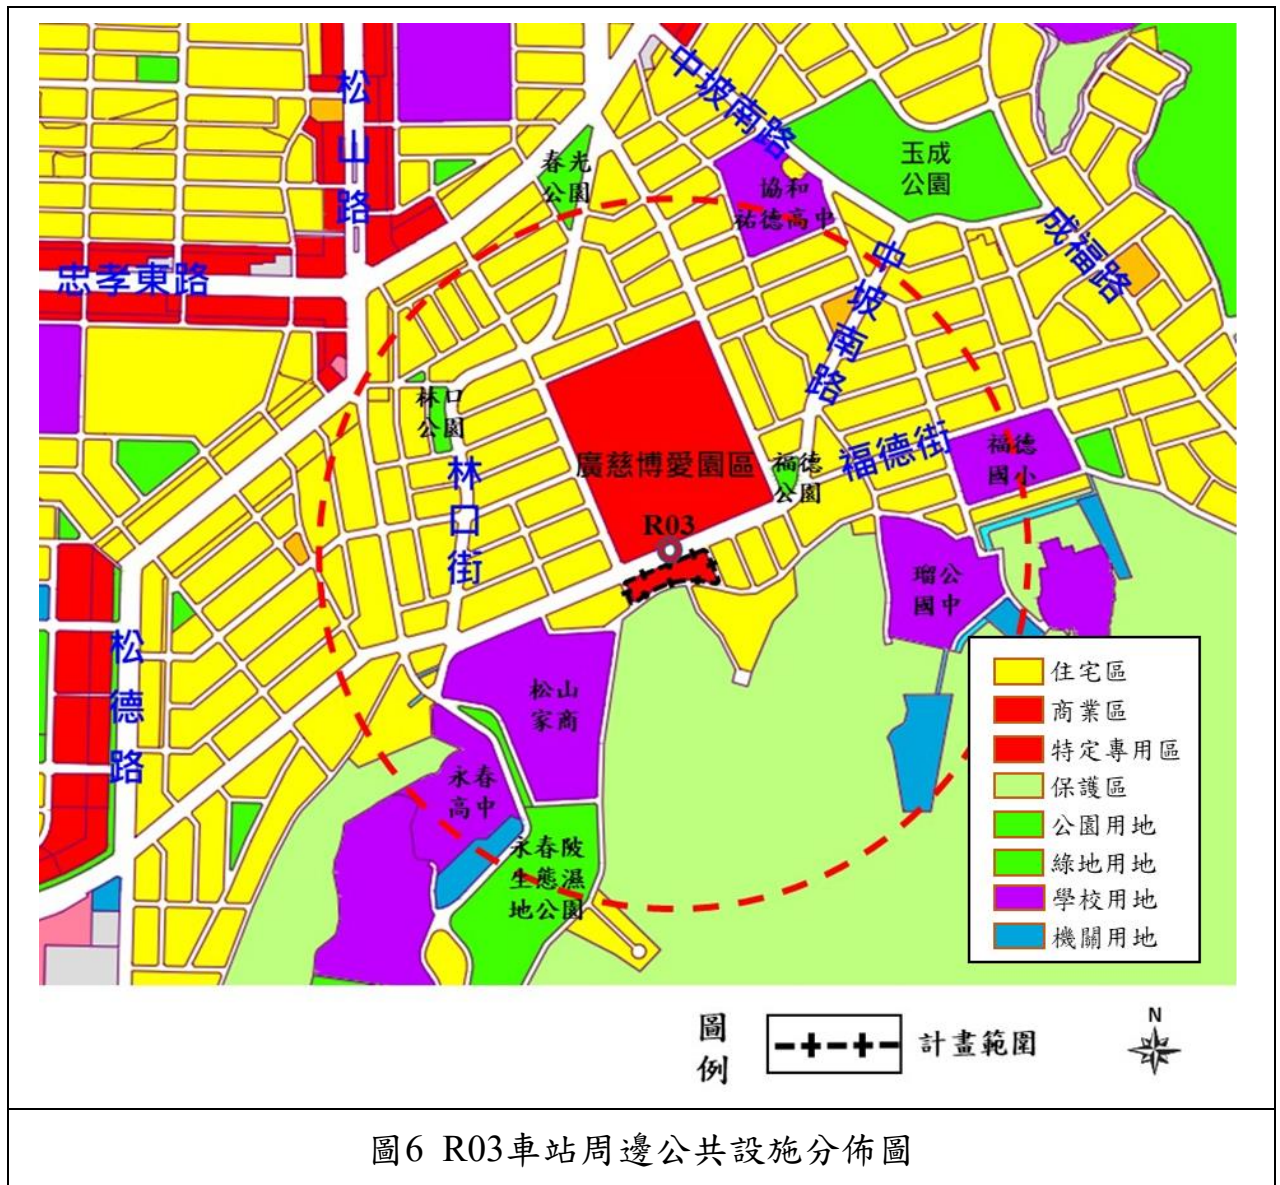 松山路
中坡南路
春光
公園
協和
祐德高中
玉成
公園
成福路
忠孝東路
中坡南路
林口
公園
林口街
廣慈博愛園區
福德
公園
福德街
福德
國小
R03
瑠公
國中
松德路
松山
家商
永春
高中
永春陂
生態濕
地公園
住宅區
商業區
特定專用區
保護區
公園用地
綠地用地
學校用地
機關用地
圖例
計畫範圍
N
圖6 R03車站周邊公共設施分佈圖